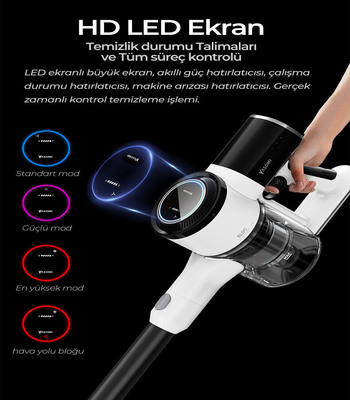 HD LED Ekran
Temizlik durumu Talimaları
ve Tüm süreç kontrolü
LED ekranlı büyük ekran, akıllı güç hatırlatıcısı, çalışma
durumu hatırlatıcısı, makine arızası hatırlatıcısı. Gerçek
zamanlı kontrol temizleme işlemi.
Standart mod
Güçlü mod
En yüksek mod
hava yolu bloğu